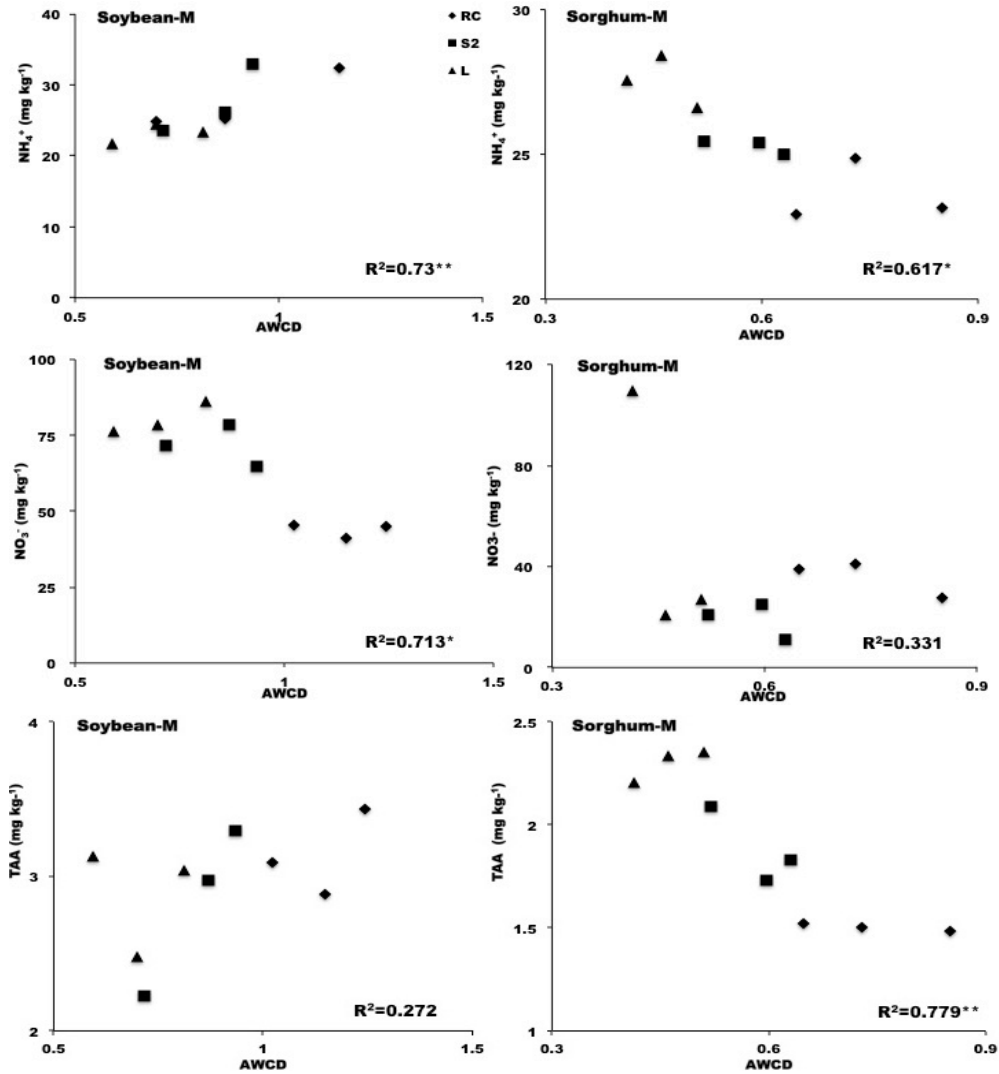 Soybean-M
RC
S2
L
NH₄⁺ (mg kg⁻¹)
40
30
20
10
0
R²=0.73**
0.5
1
1.5
AWCD
Sorghum-M
NH₄⁺ (mg kg-¹)
30
25
20
R²=0.617*
0.3
0.6
0.9
AWCD
Soybean-M
NO₃⁻ (mg kg⁻¹)
100
75
50
25
0
R²=0.713*
0.5
1
1.5
AWCD
Sorghum-M
NO3- (mg kg⁻¹)
120
80
40
0
R²=0.331
0.3
0.6
0.9
AWCD
Soybean-M
TAA (mg kg-¹)
4
3
2
R²=0.272
0.5
1
1.5
AWCD
Sorghum-M
TAA (mg kg-¹)
2.5
2
1.5
1
R²=0.779**
0.3
0.6
0.9
AWCD